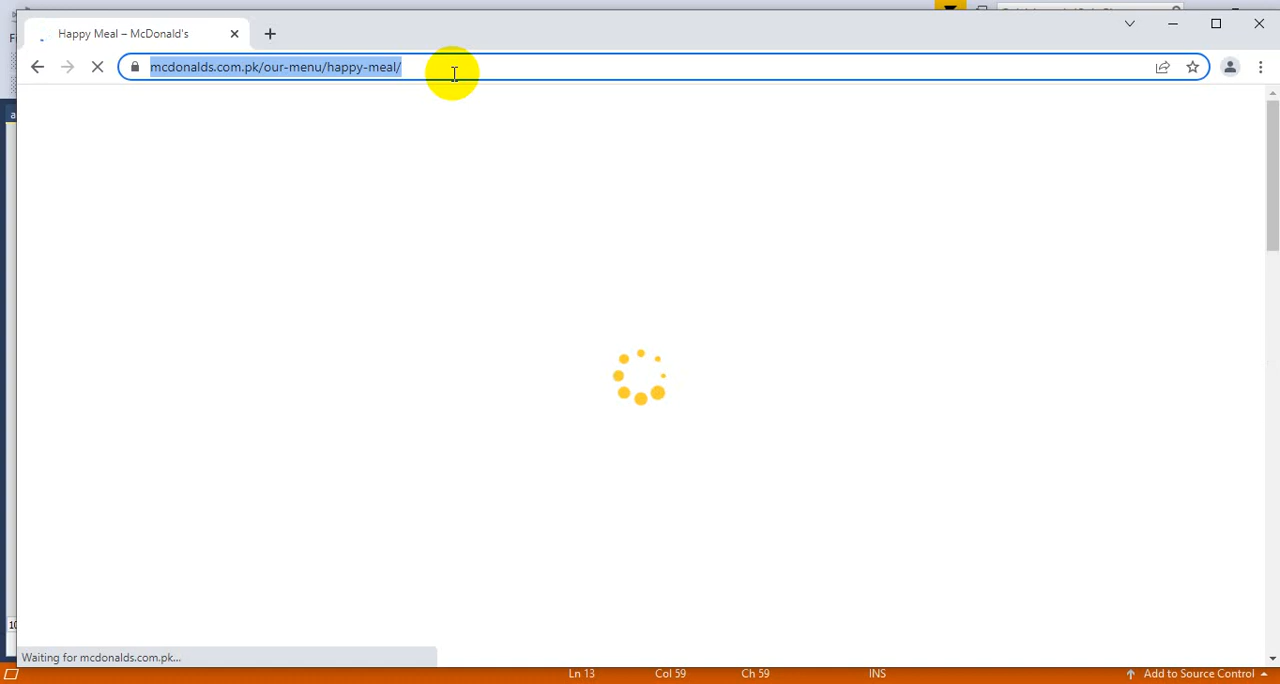 Happy Meal – McDonald's
mcdonalds.com.pk/our-menu/happy-meal/
Waiting for mcdonalds.com.pk...
Ln 13 Col 59 Ch 59 INS Add to Source Control